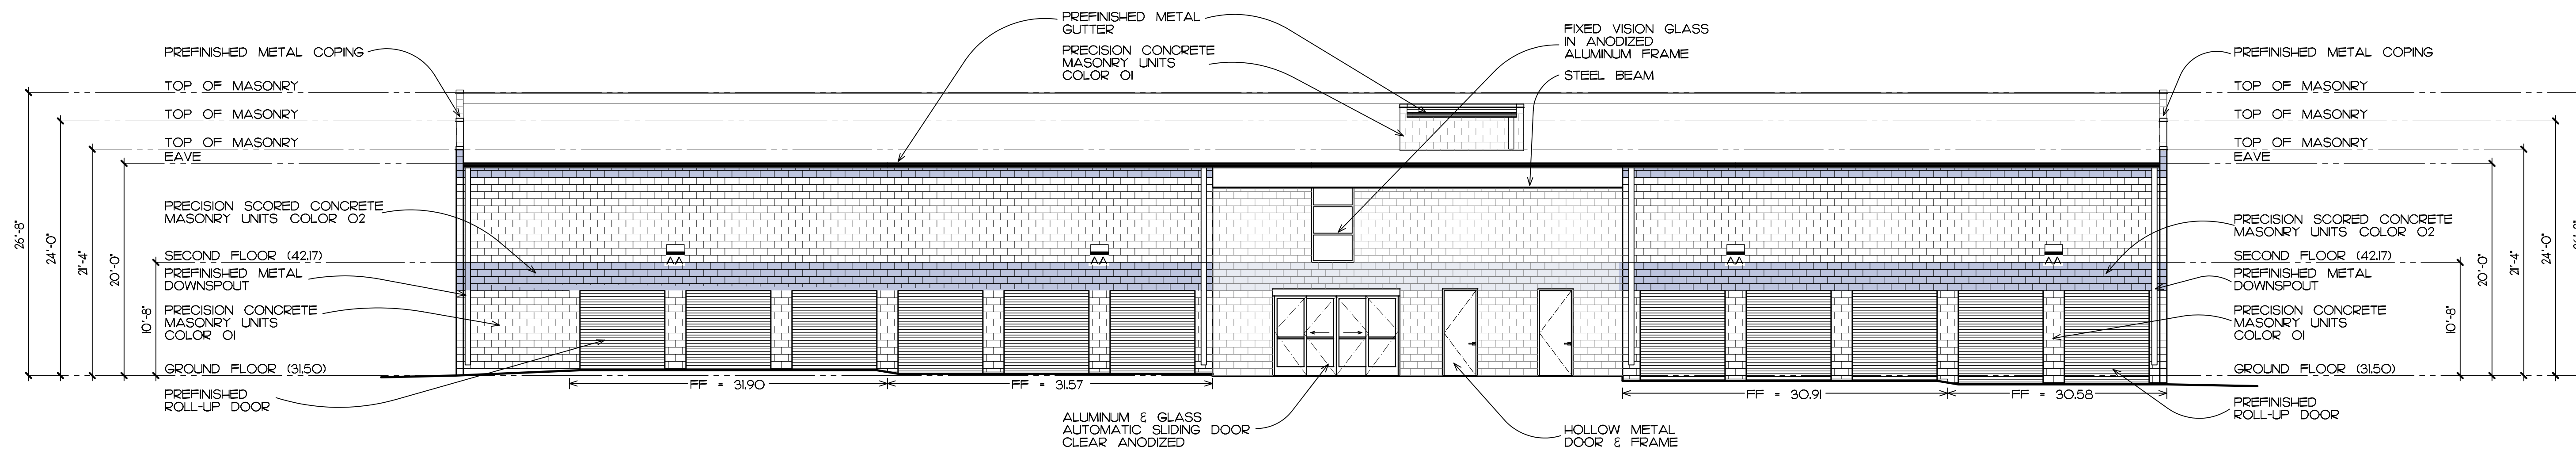 PREFINISHED METAL COPING
TOP OF MASONRY
TOP OF MASONRY
TOP OF MASONRY
EAVE
PRECISION SCORED CONCRETE
MASONRY UNITS COLOR 02
SECOND FLOOR (42.17)
PREFINISHED METAL
DOWNSPOUT
PRECISION CONCRETE
MASONRY UNITS
COLOR 01
GROUND FLOOR (31.50)
PREFINISHED
ROLL-UP DOOR
26'-8"
24'-0"
21'-4"
20'-0"
10'-8"
PREFINISHED METAL
GUTTER
PRECISION CONCRETE
MASONRY UNITS
COLOR 01
FIXED VISION GLASS
IN ANODIZED
ALUMINUM FRAME
STEEL BEAM
AA
AA
AA
AA
FF = 31.90
FF = 31.57
FF = 30.91
FF = 30.58
ALUMINUM & GLASS
AUTOMATIC SLIDING DOOR
CLEAR ANODIZED
HOLLOW METAL
DOOR & FRAME
PREFINISHED METAL COPING
TOP OF MASONRY
TOP OF MASONRY
TOP OF MASONRY
EAVE
PRECISION SCORED CONCRETE
MASONRY UNITS COLOR 02
SECOND FLOOR (42.17)
PREFINISHED METAL
DOWNSPOUT
PRECISION CONCRETE
MASONRY UNITS
COLOR 01
GROUND FLOOR (31.50)
PREFINISHED
ROLL-UP DOOR
10'-8"
20'-0"
21'-4"
24'-0"